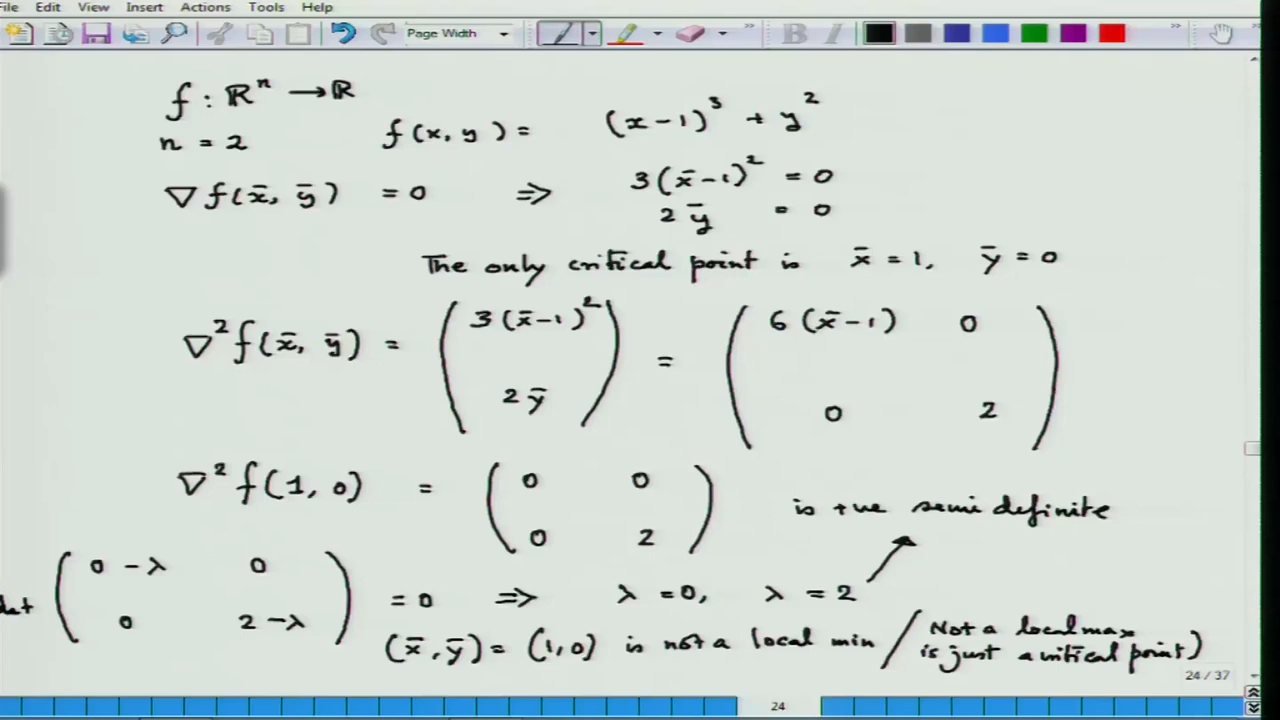 File Edit View Insert Actions Tools Help
Page Width
f : ℝⁿ → ℝ
n = 2 f(x, y) = (x-1)³ + y²
∇f(x̄, ȳ) = 0 ⇒ 3(x̄-1)² = 0
2ȳ = 0
The only critical point is x̄ = 1, ȳ = 0
∇²f(x̄, ȳ) = ( 3(x̄-1)² ; 2ȳ ) = ( 6(x̄-1) 0 ; 0 2 )
∇²f(1, 0) = ( 0 0 ; 0 2 ) is +ve semi definite
det ( 0-λ 0 ; 0 2-λ ) = 0 ⇒ λ = 0, λ = 2
(x̄, ȳ) = (1, 0) is not a local min / Not a local max
is just a critical point)
24 / 37
24